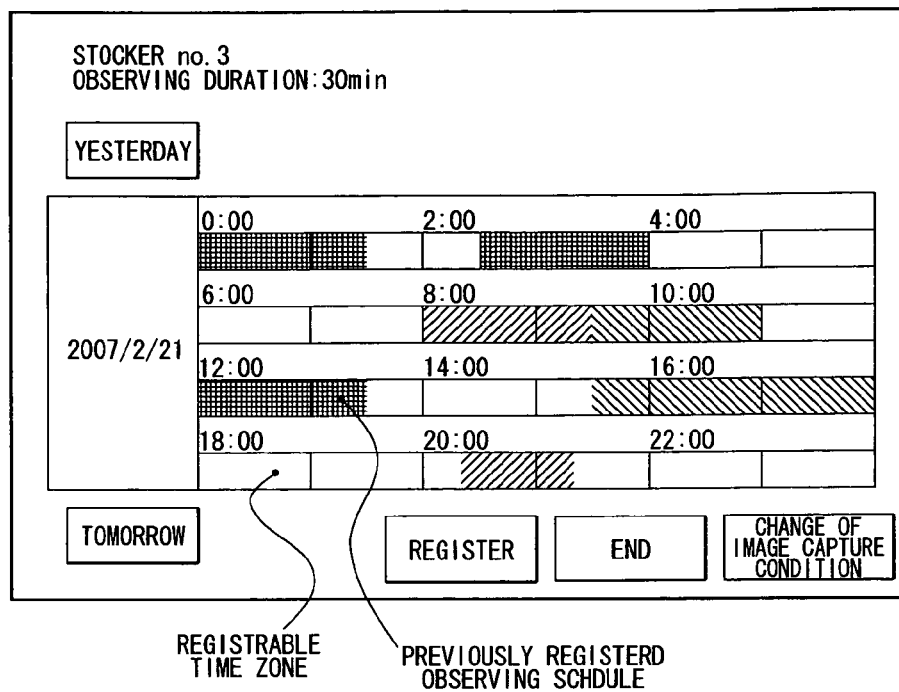 STOCKER no.3
OBSERVING DURATION:30min
YESTERDAY
0:00 2:00 4:00
6:00 8:00 10:00
2007/2/21
12:00 14:00 16:00
18:00 20:00 22:00
TOMORROW
REGISTER
END
CHANGE OF
IMAGE CAPTURE
CONDITION
REGISTRABLE
TIME ZONE
PREVIOUSLY REGISTERD
OBSERVING SCHDULE